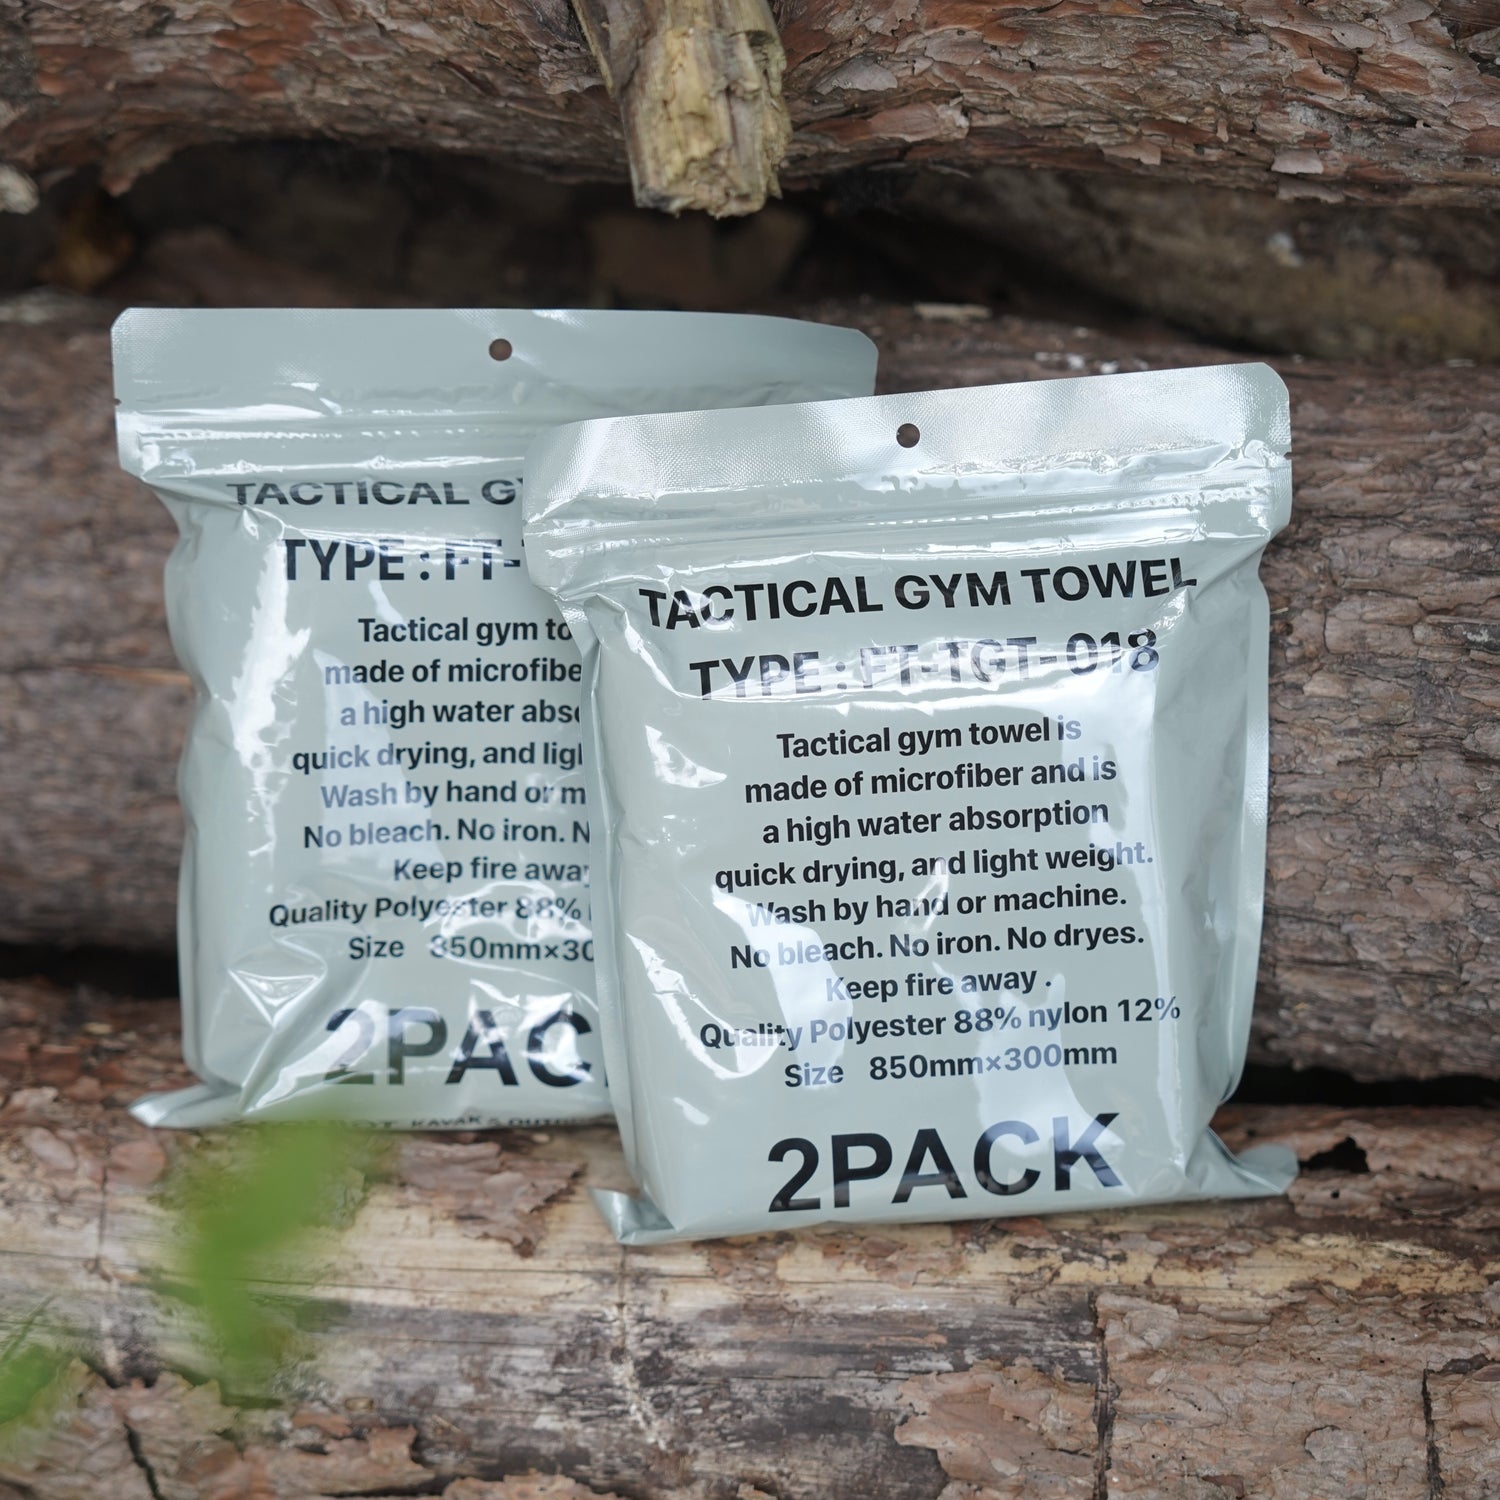 TACTICAL G
TYPE : FT-
Tactical gym to
made of microfibe
a high water abso
quick drying, and ligh
Wash by hand or m
No bleach. No iron. N
Keep fire away
Quality Polyester 88%
Size 850mm×30
2PAC
KAYAK & OUTD
TACTICAL GYM TOWEL
TYPE : FT-TGT-018
Tactical gym towel is
made of microfiber and is
a high water absorption
quick drying, and light weight.
Wash by hand or machine.
No bleach. No iron. No dryes.
Keep fire away .
Quality Polyester 88% nylon 12%
Size 850mm×300mm
2PACK